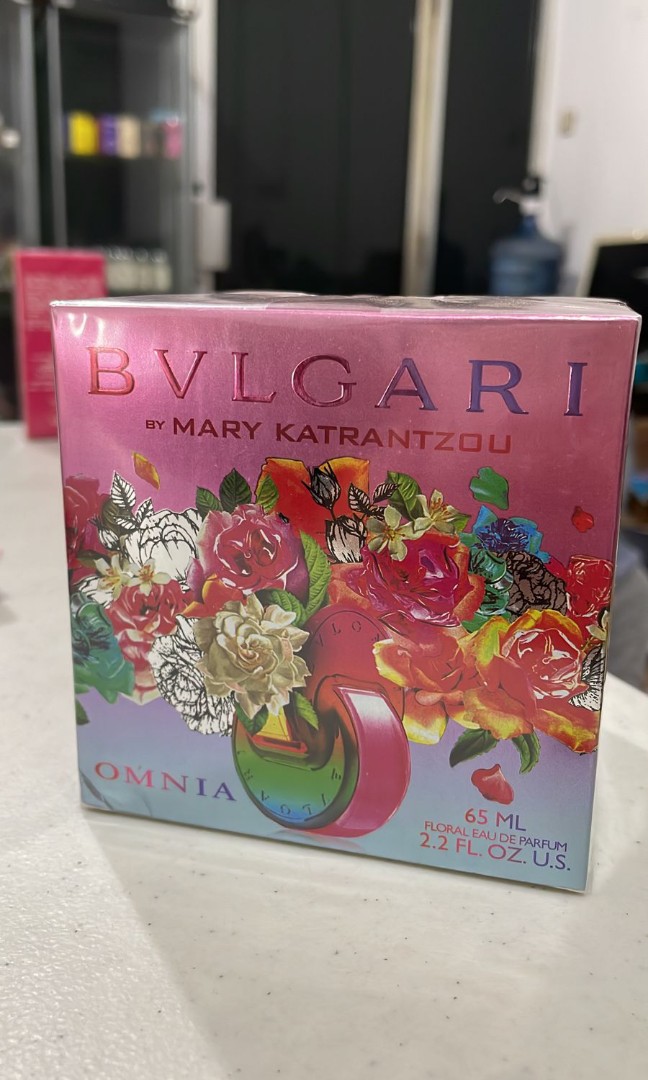 BVLGARI
BY MARY KATRANTZOU
OMNIA
65 ML
FLORAL EAU DE PARFUM
2.2 FL. OZ. U.S.